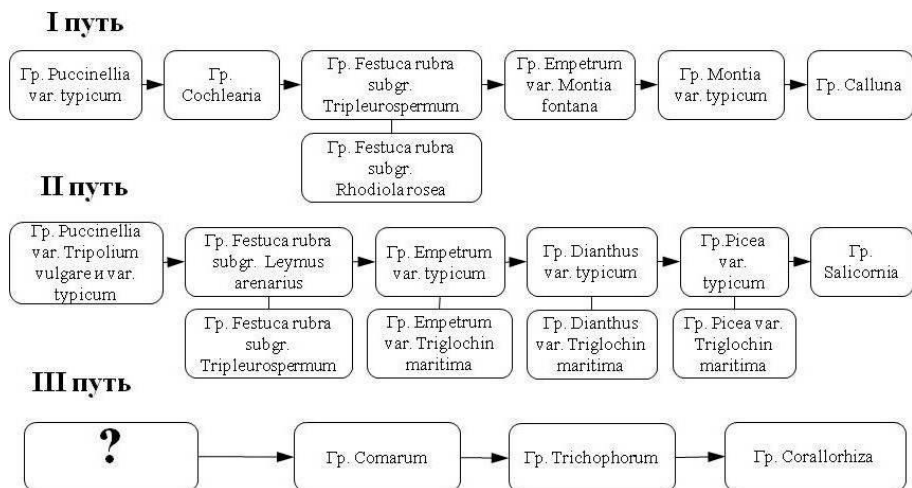 I путь
Гр. Puccinellia
var. typicum
Гр.
Cochlearia
Гр. Festuca rubra
subgr.
Tripleurospermum
Гр. Empetrum
var. Montia
fontana
Гр. Montia
var. typicum
Гр. Calluna
Гр. Festuca rubra
subgr.
Rhodiola rosea
II путь
Гр. Puccinellia
var. Tripolium
vulgare и var.
typicum
Гр. Festuca rubra
subgr. Leymus
arenarius
Гр. Empetrum
var. typicum
Гр. Dianthus
var. typicum
Гр.Picea
var.
typicum
Гр.
Salicornia
Гр. Festuca rubra
subgr.
Tripleurospermum
Гр. Empetrum
var. Triglochin
maritima
Гр. Dianthus
var. Triglochin
maritima
Гр. Picea var.
Triglochin
maritima
III путь
?
Гр. Comarum
Гр. Trichophorum
Гр. Corallorhiza